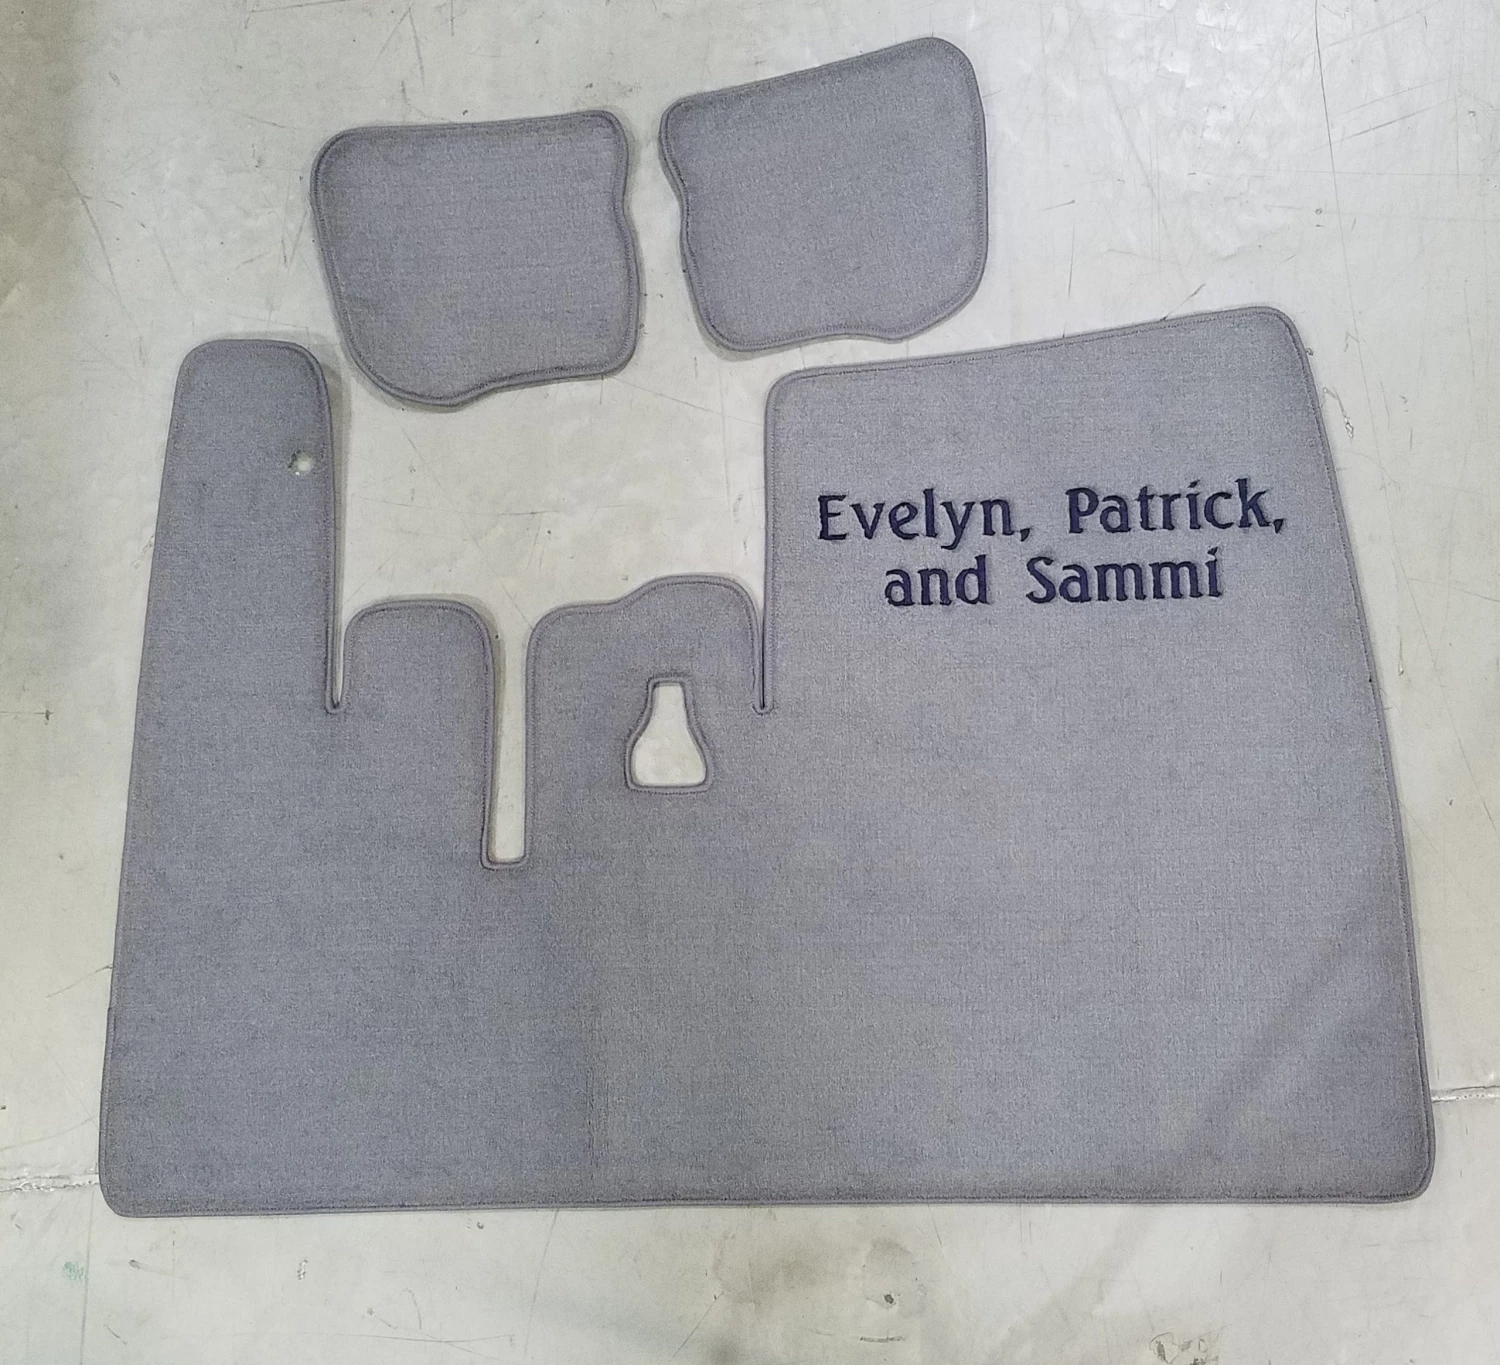 Evelyn, Patrick,
and Sammi